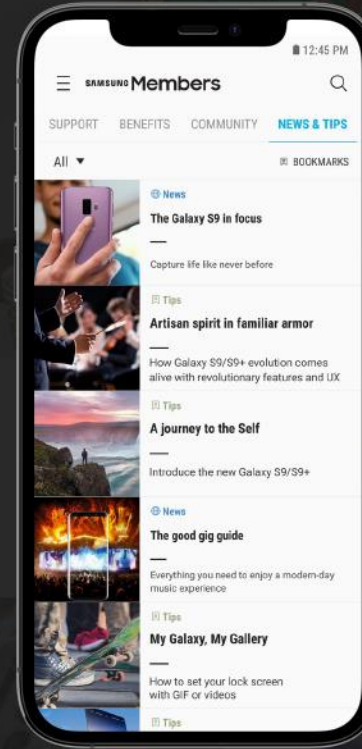 12:45 PM
SAMSUNG Members
SUPPORT BENEFITS COMMUNITY NEWS & TIPS
All BOOKMARKS
News
The Galaxy S9 in focus
Capture life like never before
Tips
Artisan spirit in familiar armor
How Galaxy S9/S9+ evolution comes
alive with revolutionary features and UX
Tips
A journey to the Self
Introduce the new Galaxy S9/S9+
News
The good gig guide
Everything you need to enjoy a modern-day
music experience
Tips
My Galaxy, My Gallery
How to set your lock screen
with GIF or videos
Tips